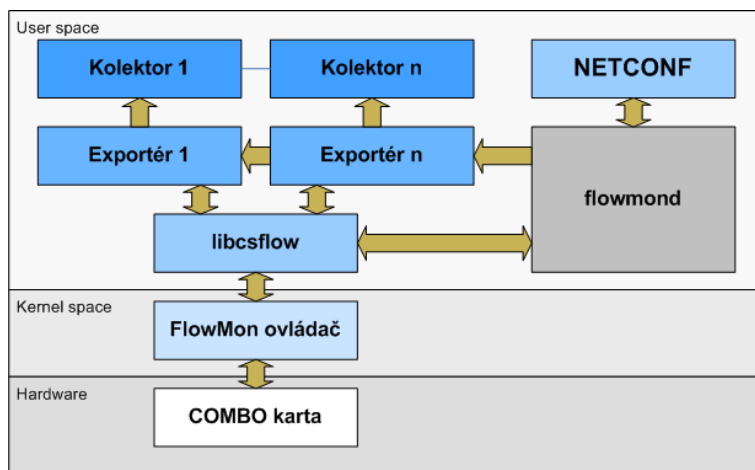 User space
Kolektor 1
Kolektor n
NETCONF
Exportér 1
Exportér n
flowmond
libcsflow
Kernel space
FlowMon ovládač
Hardware
COMBO karta